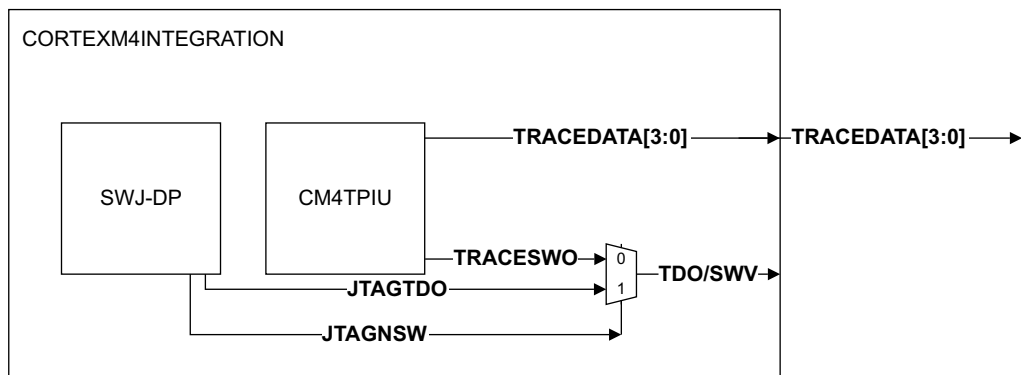 CORTEXM4INTEGRATION
TRACEDATA[3:0] TRACEDATA[3:0]
SWJ-DP CM4TPIU
TRACESWO 0
TDO/SWV
JTAGTDO 1
JTAGNSW